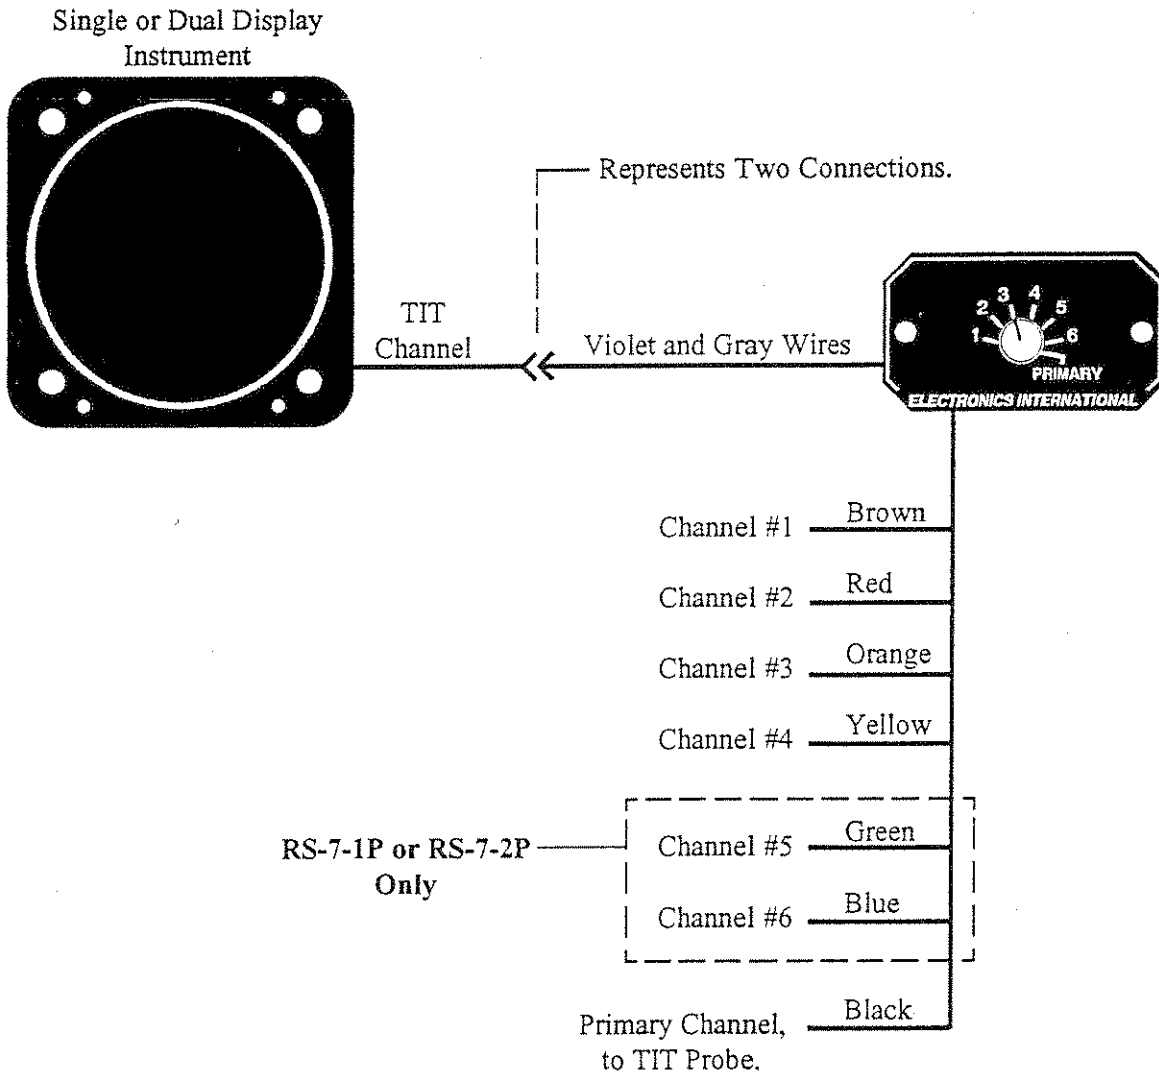 Single or Dual Display
Instrument
Represents Two Connections.
TIT
Channel
Violet and Gray Wires
1 2 3 4 5 6
PRIMARY
ELECTRONICS INTERNATIONAL
Channel #1 Brown
Channel #2 Red
Channel #3 Orange
Channel #4 Yellow
RS-7-1P or RS-7-2P
Only
Channel #5 Green
Channel #6 Blue
Primary Channel, Black
to TIT Probe.